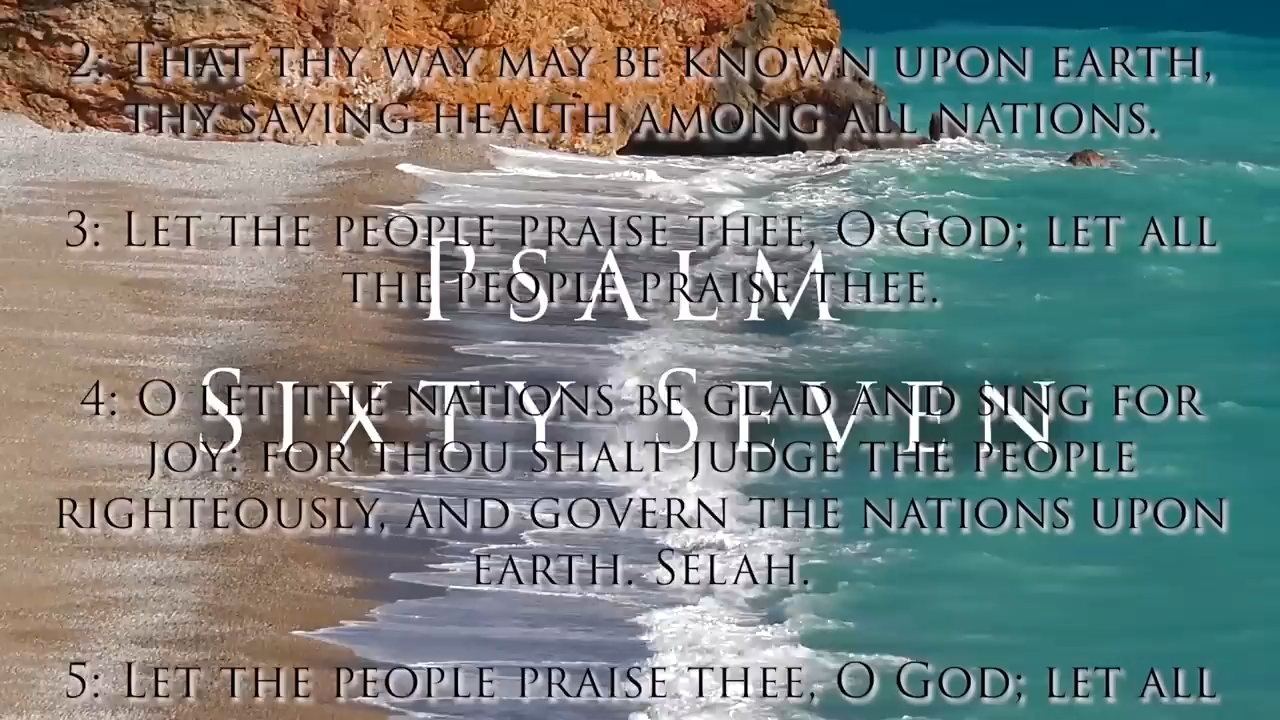 2: That thy way may be known upon earth,
thy saving health among all nations.
3: Let the people praise thee, O God; let all
the people praise thee.
Psalm
Sixty Seven
4: O let the nations be glad and sing for
joy: for thou shalt judge the people
righteously, and govern the nations upon
earth. Selah.
5: Let the people praise thee, O God; let all